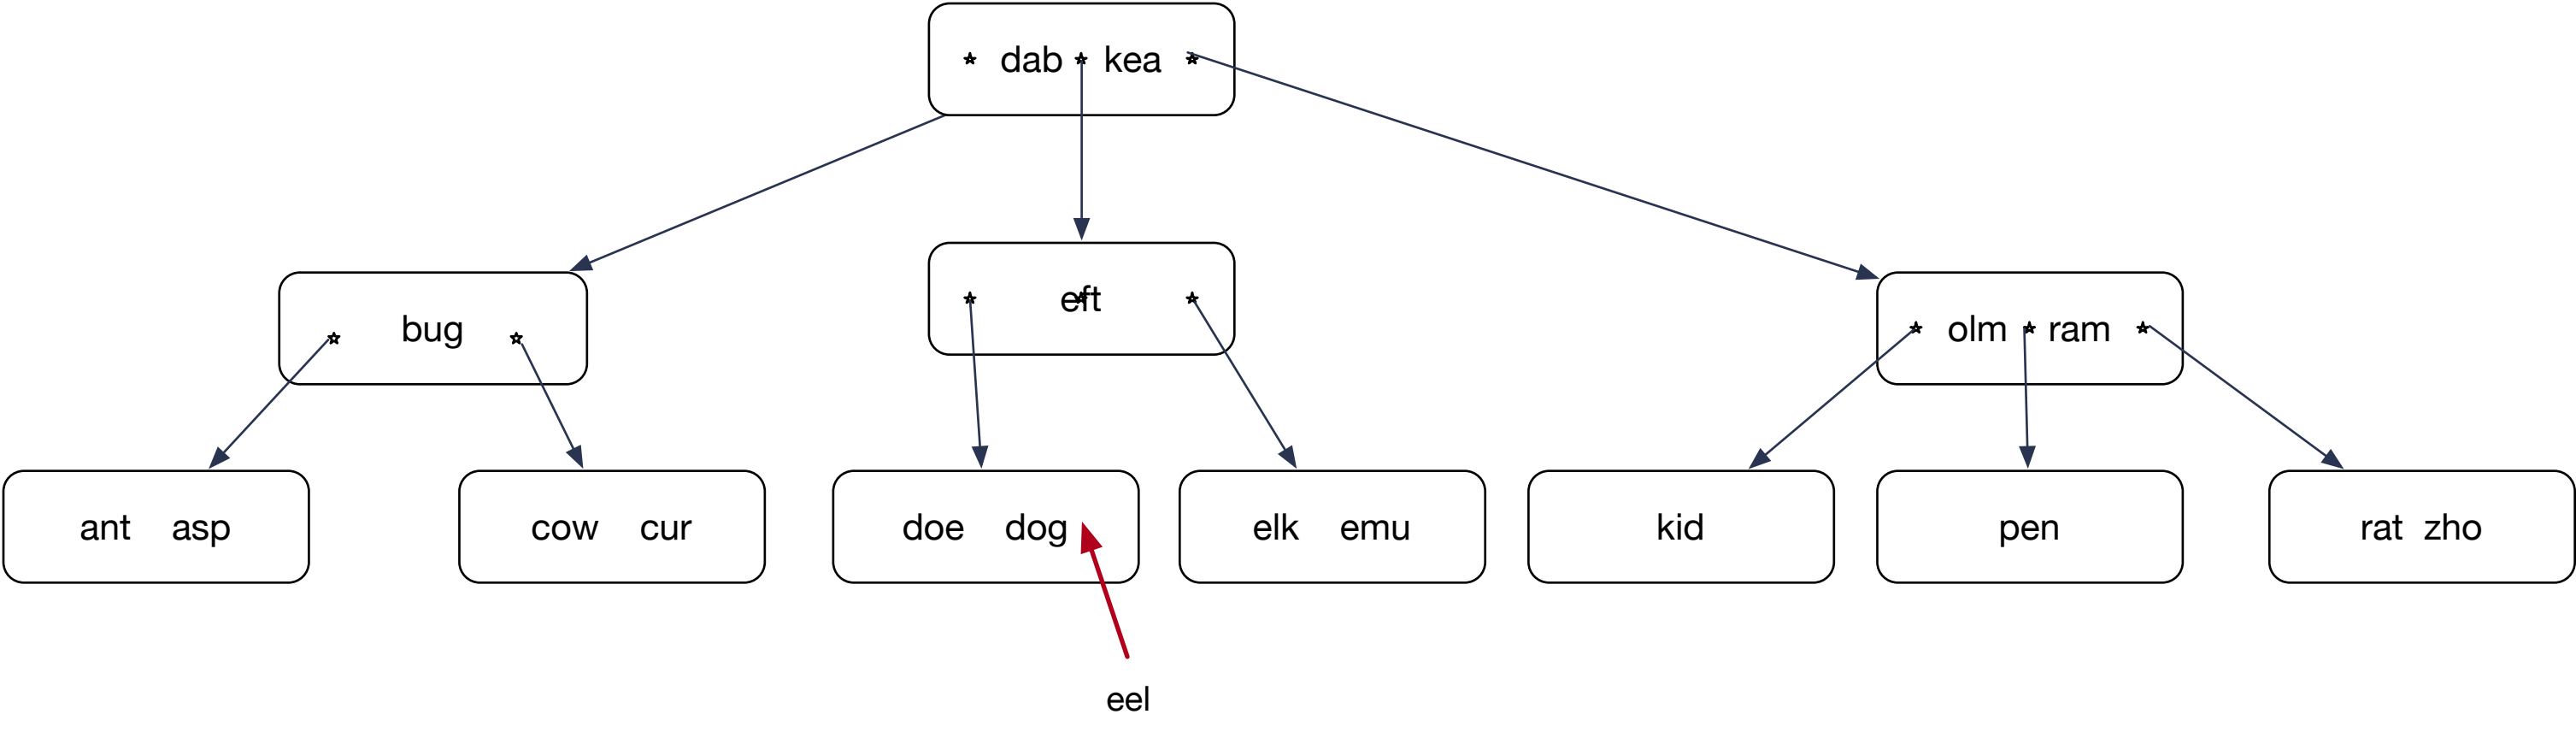 dab kea
bug
eft
olm ram
ant asp
cow cur
doe dog
elk emu
kid
pen
rat zho
eel